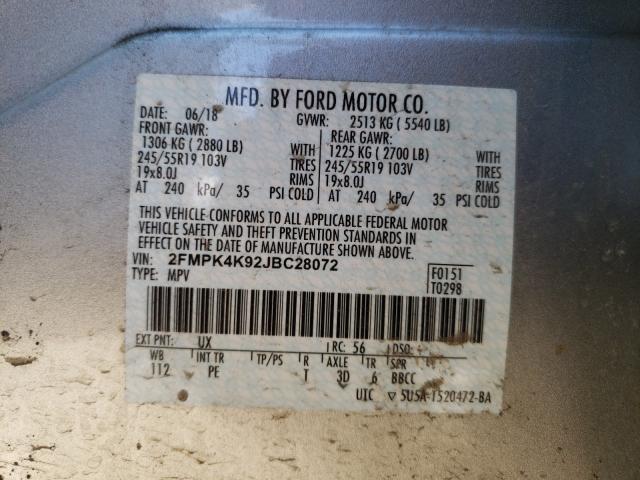 MFD. BY FORD MOTOR CO.
DATE: 06/18 GVWR: 2513 KG ( 5540 LB)
FRONT GAWR: REAR GAWR:
1306 KG ( 2880 LB) WITH 1225 KG ( 2700 LB) WITH
245/55R19 103V TIRES 245/55R19 103V TIRES
19x8.0J RIMS 19x8.0J RIMS
AT 240 kPa/ 35 PSI COLD AT 240 kPa/ 35 PSI COLD
THIS VEHICLE CONFORMS TO ALL APPLICABLE FEDERAL MOTOR
VEHICLE SAFETY AND THEFT PREVENTION STANDARDS IN
EFFECT ON THE DATE OF MANUFACTURE SHOWN ABOVE.
VIN: 2FMPK4K92JBC28072
TYPE: MPV
F0151
T0298
EXT PNT: UX RC: 56 DSO:
WB INT TR TP/PS R AXLE TR SPR
112 PE T 3D 6 BBCC
UTC ▽ 5U5A-1520472-BA